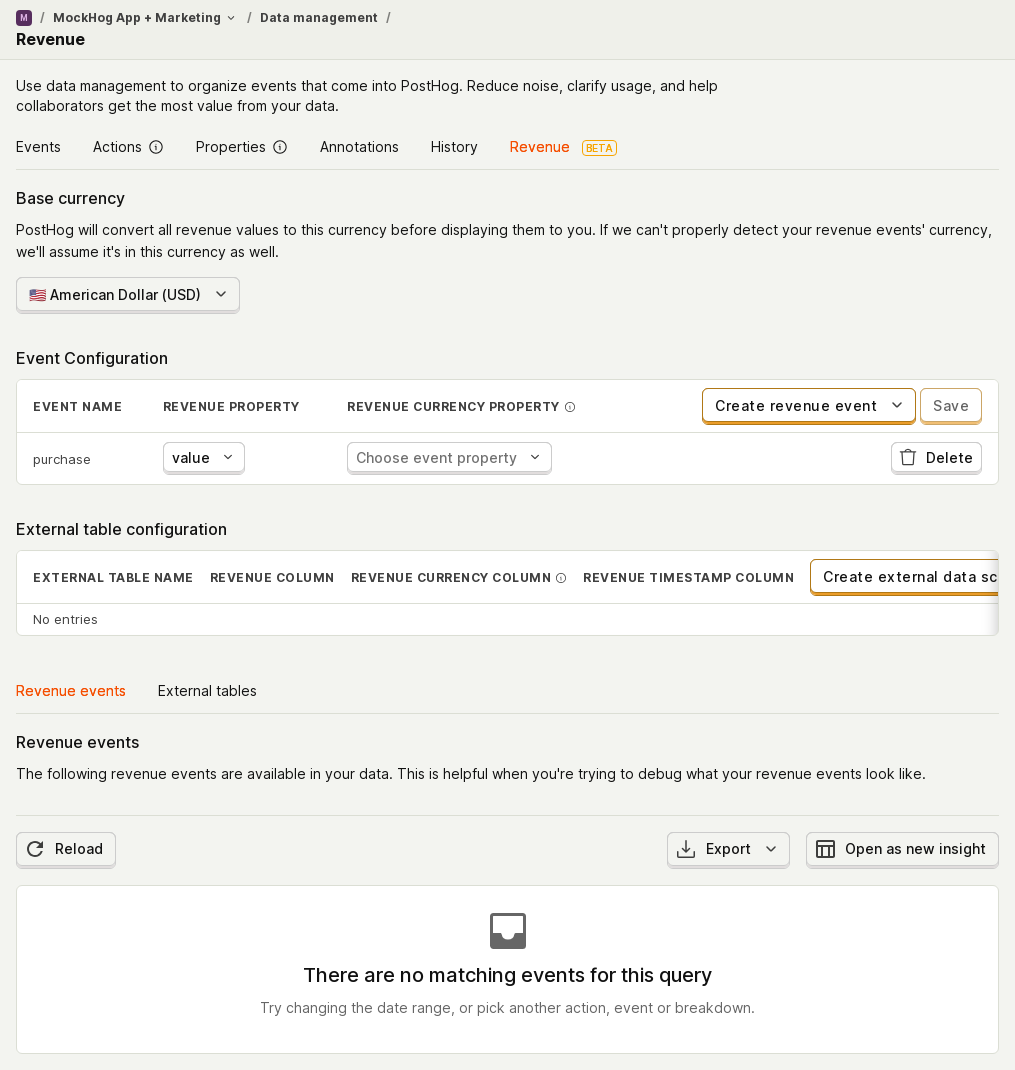 M / MockHog App + Marketing / Data management /
Revenue
Use data management to organize events that come into PostHog. Reduce noise, clarify usage, and help
collaborators get the most value from your data.
Events Actions Properties Annotations History Revenue BETA
Base currency
PostHog will convert all revenue values to this currency before displaying them to you. If we can't properly detect your revenue events' currency,
we'll assume it's in this currency as well.
🇺🇸 American Dollar (USD)
Event Configuration
EVENT NAME REVENUE PROPERTY REVENUE CURRENCY PROPERTY Create revenue event Save
purchase value Choose event property Delete
External table configuration
EXTERNAL TABLE NAME REVENUE COLUMN REVENUE CURRENCY COLUMN REVENUE TIMESTAMP COLUMN Create external data sc
No entries
Revenue events External tables
Revenue events
The following revenue events are available in your data. This is helpful when you're trying to debug what your revenue events look like.
Reload Export Open as new insight
There are no matching events for this query
Try changing the date range, or pick another action, event or breakdown.